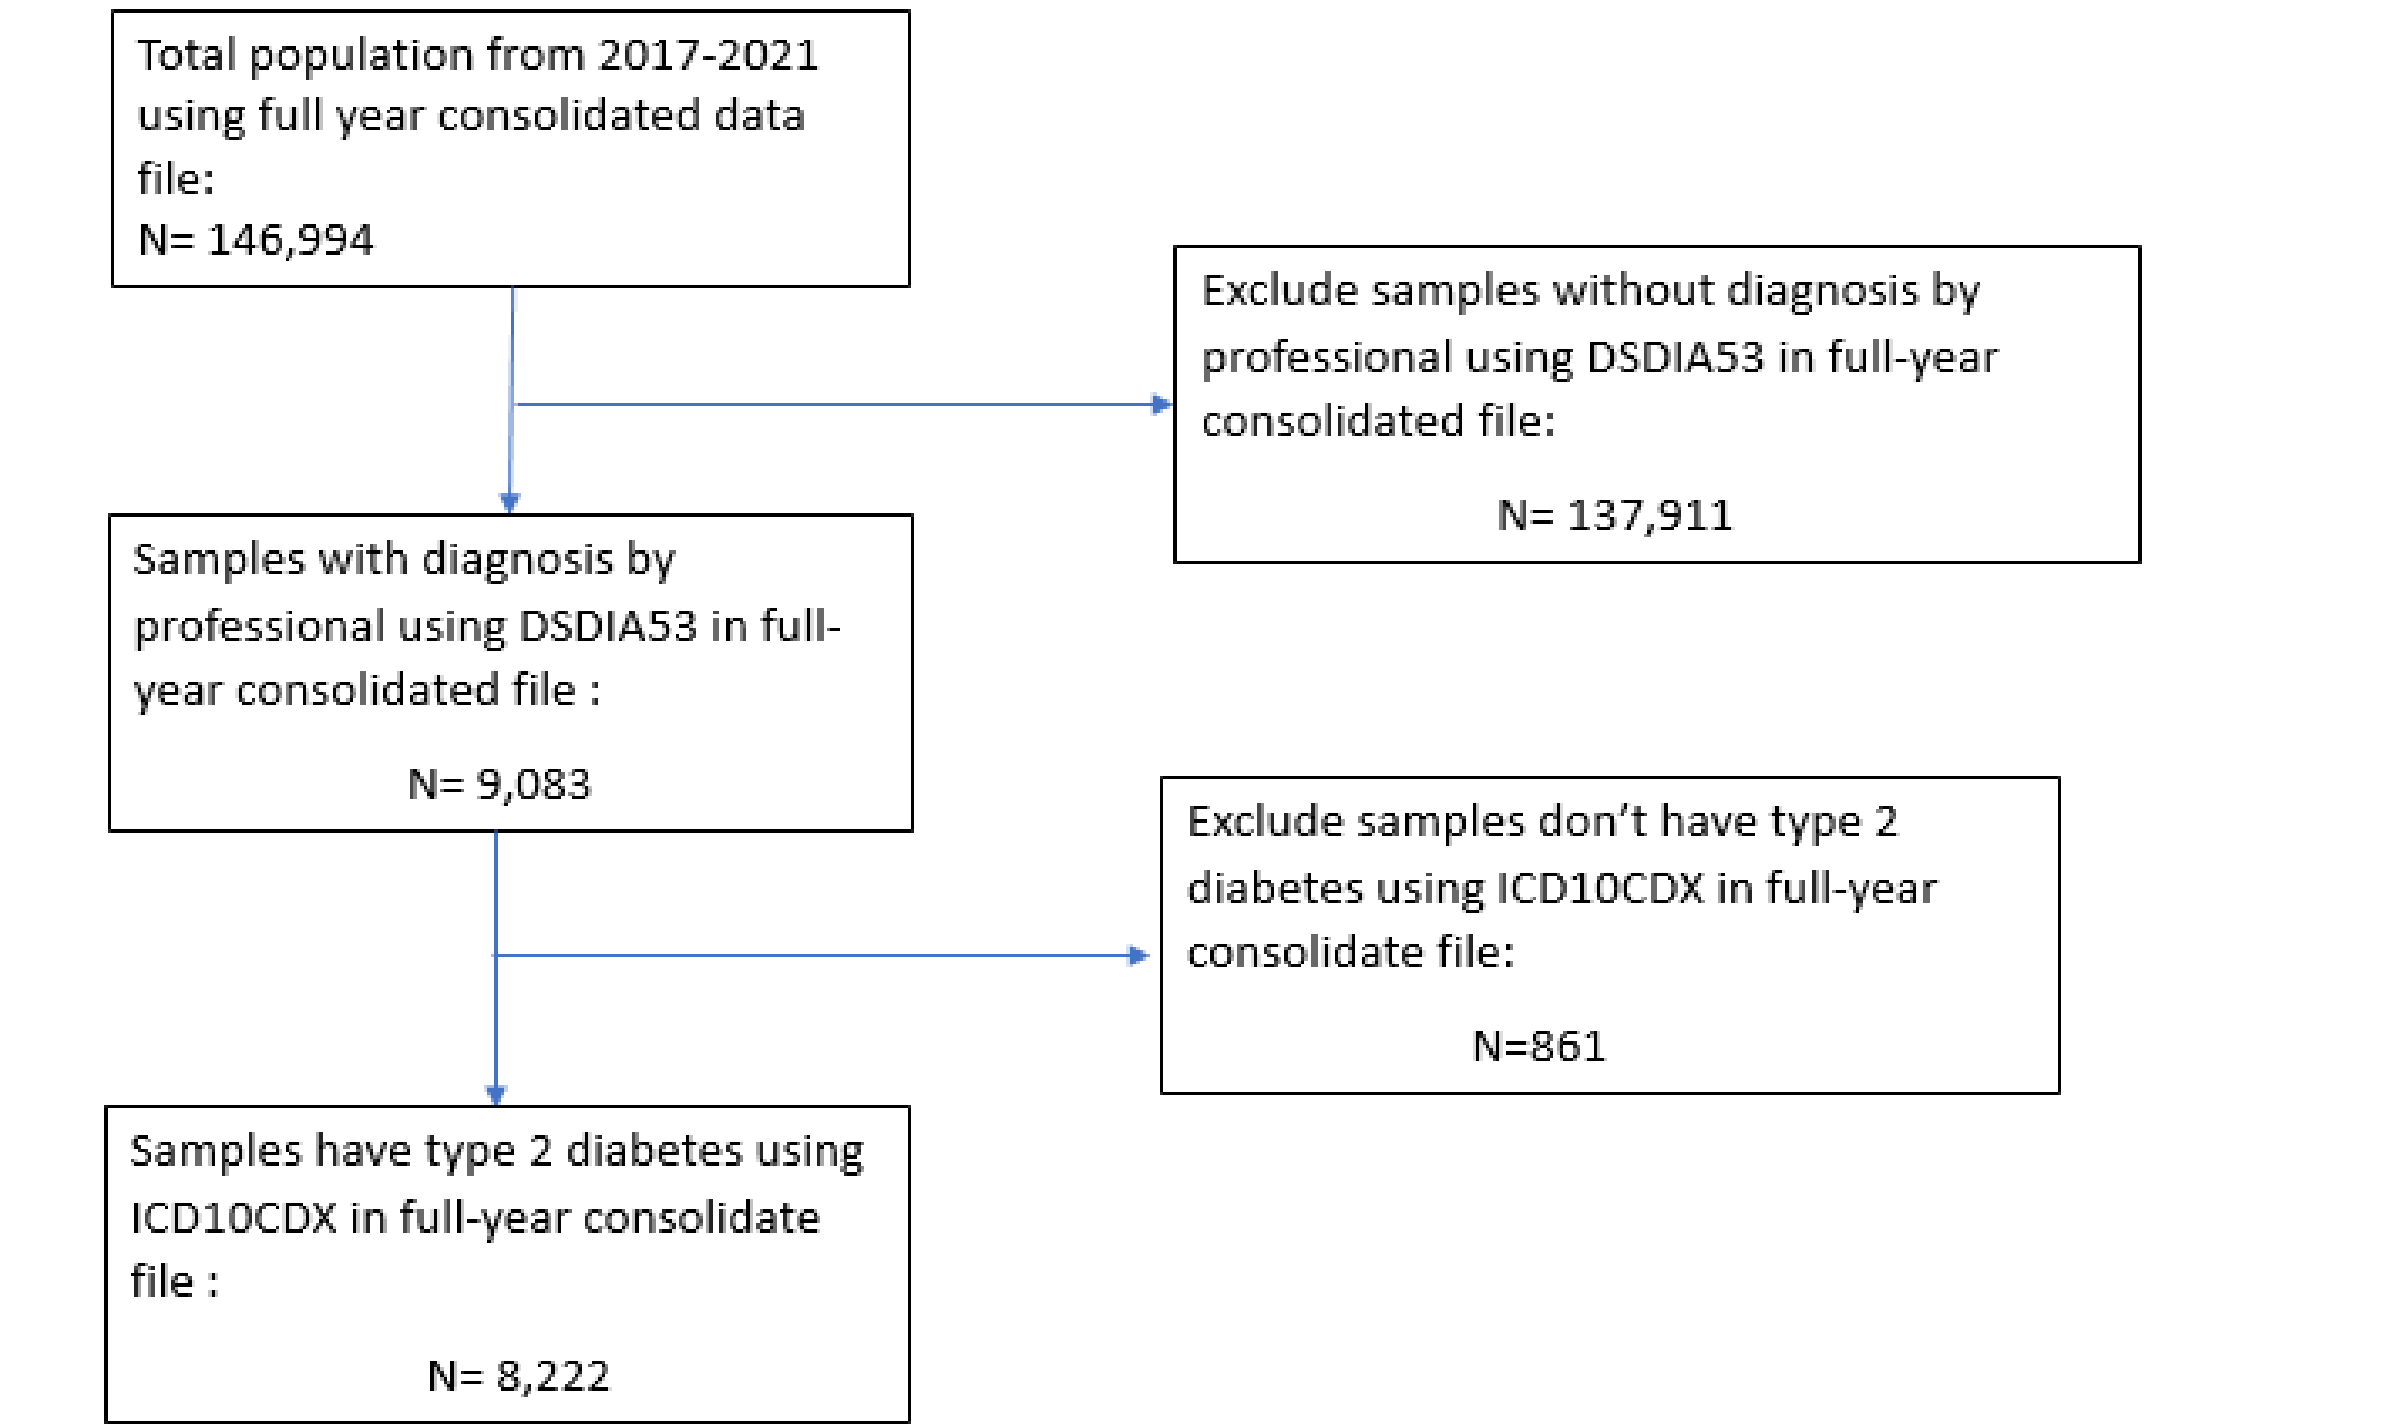 Total population from 2017-2021
using full year consolidated data
file:
N= 146,994
Exclude samples without diagnosis by
professional using DSDIA53 in full-year
consolidated file:
N= 137,911
Samples with diagnosis by
professional using DSDIA53 in full-
year consolidated file :
N= 9,083
Exclude samples don't have type 2
diabetes using ICD10CDX in full-year
consolidate file:
N=861
Samples have type 2 diabetes using
ICD10CDX in full-year consolidate
file :
N= 8,222